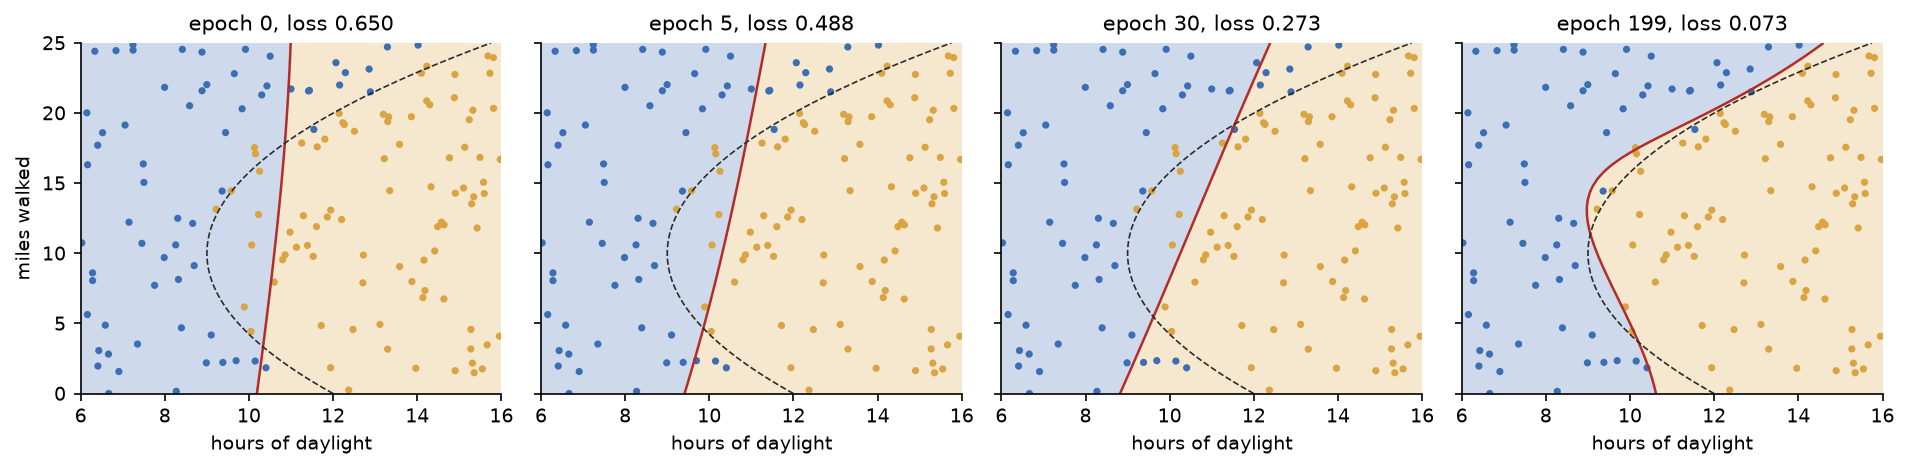 epoch 0, loss 0.650
epoch 5, loss 0.488
epoch 30, loss 0.273
epoch 199, loss 0.073
miles walked
25
20
15
10
5
0
6 8 10 12 14 16
6 8 10 12 14 16
6 8 10 12 14 16
6 8 10 12 14 16
hours of daylight
hours of daylight
hours of daylight
hours of daylight